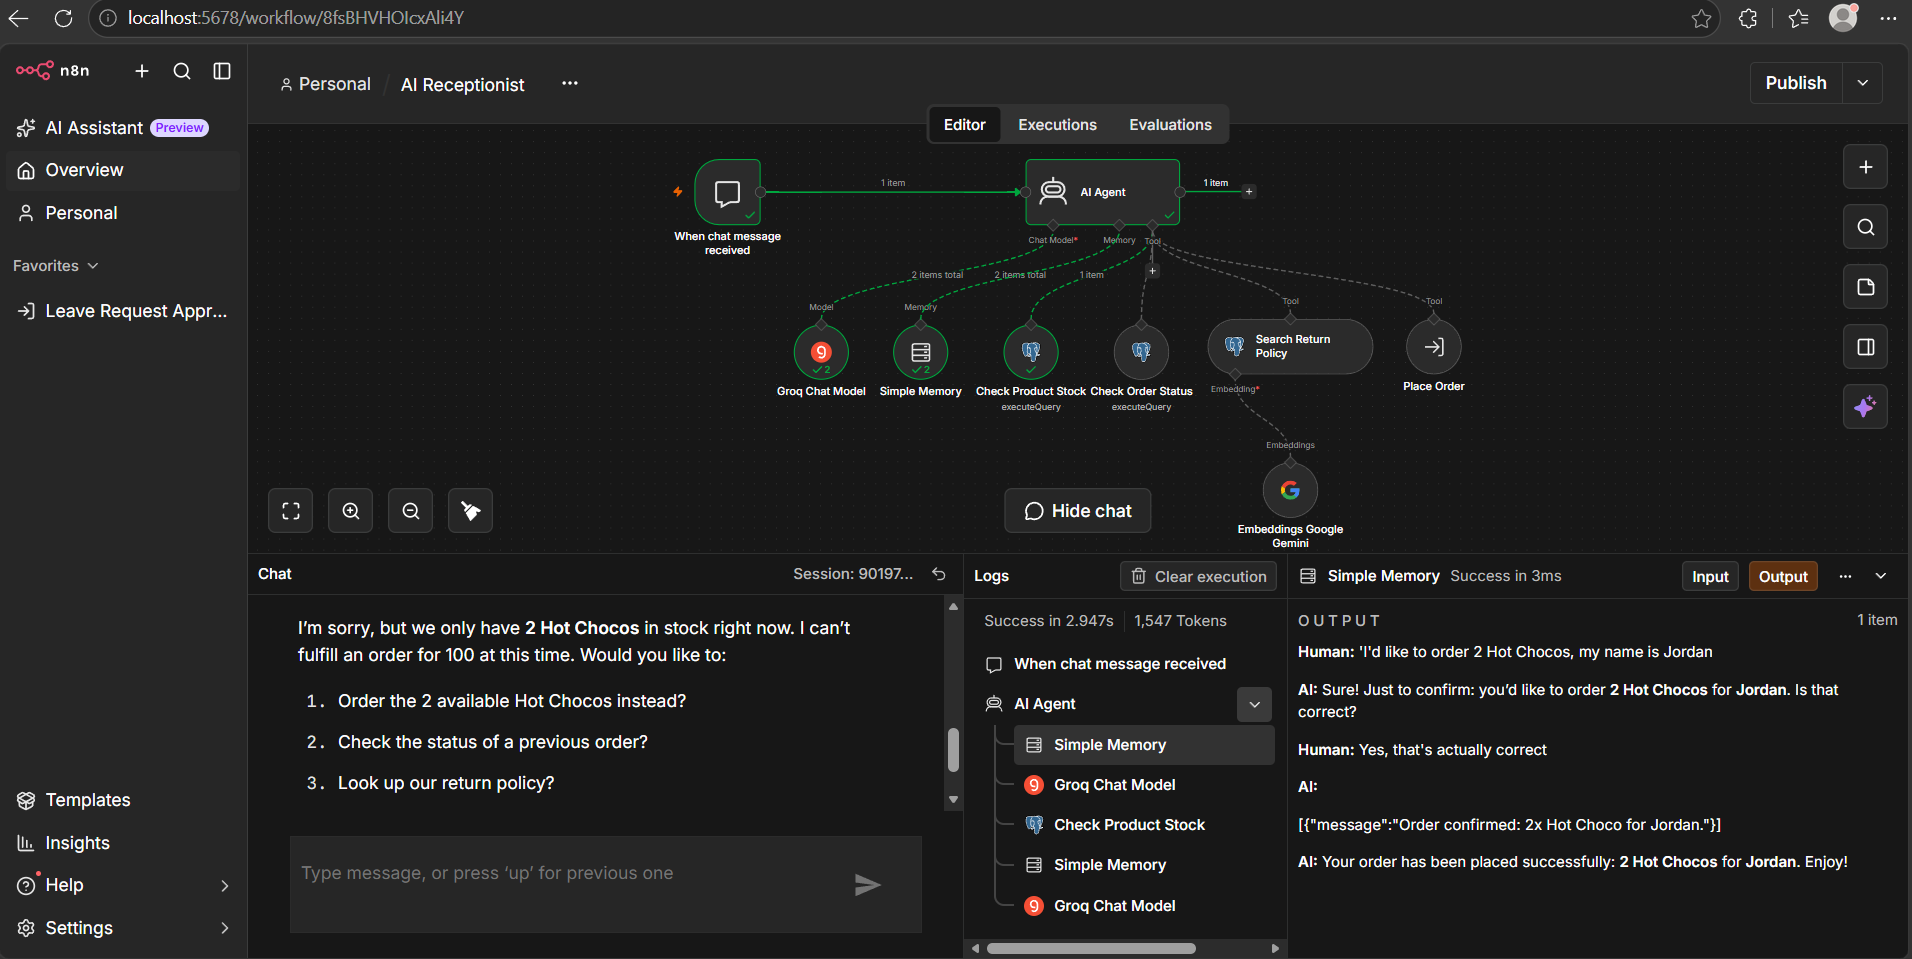 localhost:5678/workflow/8fsBHVHOIcxAli4Y
n8n
AI Assistant Preview
Overview
Personal
Favorites
Leave Request Appr...
Templates
Insights
Help
Settings
Personal / AI Receptionist
Publish
Editor
Executions
Evaluations
1 item
AI Agent
1 item
When chat message
received
Chat Model*
Memory
Tool
2 items total
2 items total
1 item
Model
Memory
Tool
Tool
2
2
Search Return
Policy
Groq Chat Model
Simple Memory
Check Product Stock
executeQuery
Check Order Status
executeQuery
Embedding*
Place Order
Embeddings
Embeddings Google
Gemini
Hide chat
Chat
Session: 90197...
I'm sorry, but we only have 2 Hot Chocos in stock right now. I can't
fulfill an order for 100 at this time. Would you like to:
1. Order the 2 available Hot Chocos instead?
2. Check the status of a previous order?
3. Look up our return policy?
Type message, or press ‘up’ for previous one
Logs
Clear execution
Success in 2.947s
1,547 Tokens
When chat message received
AI Agent
Simple Memory
Groq Chat Model
Check Product Stock
Simple Memory
Groq Chat Model
Simple Memory Success in 3ms
Input
Output
OUTPUT
1 item
Human: 'I'd like to order 2 Hot Chocos, my name is Jordan
AI: Sure! Just to confirm: you’d like to order 2 Hot Chocos for Jordan. Is that
correct?
Human: Yes, that's actually correct
AI:
[{"message":"Order confirmed: 2x Hot Choco for Jordan."}]
AI: Your order has been placed successfully: 2 Hot Chocos for Jordan. Enjoy!